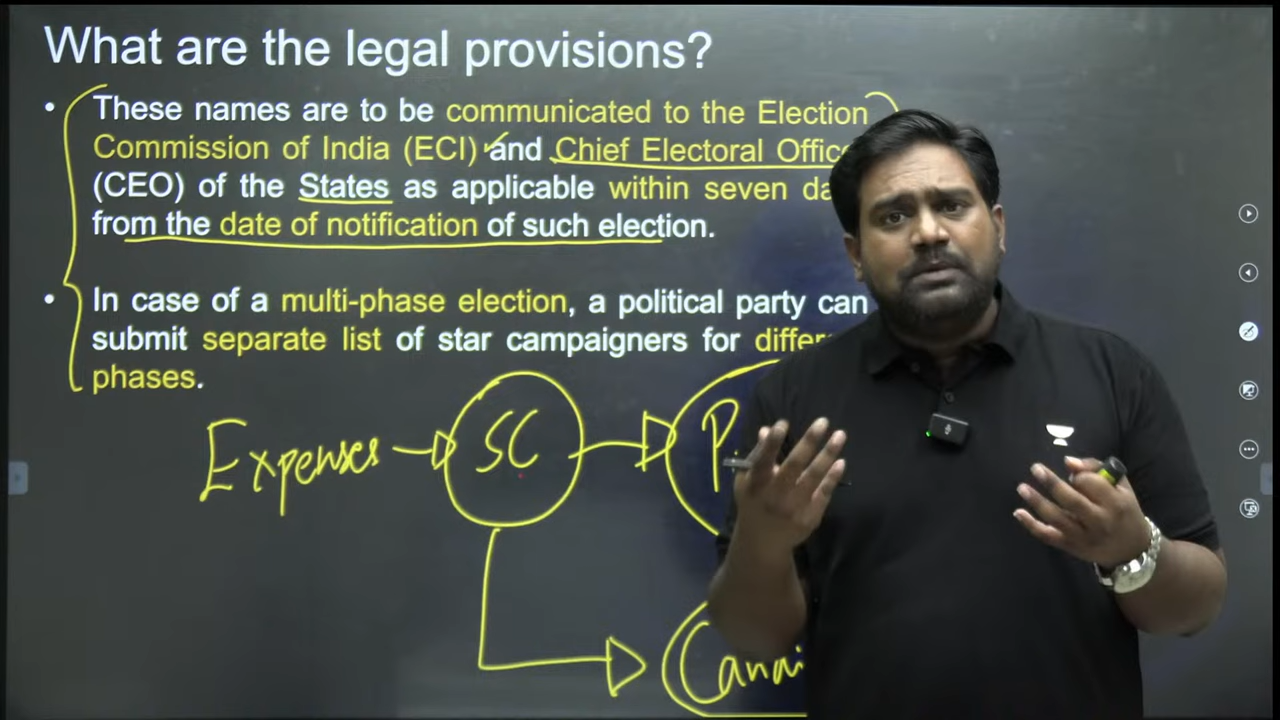 What are the legal provisions?
• These names are to be communicated to the Election
Commission of India (ECI) and Chief Electoral
(CEO) of the States as applicable within seven
from the date of notification of such election.
• In case of a multi-phase election, a political party can
submit separate list of star campaigners for
phases.
Expenses SC P